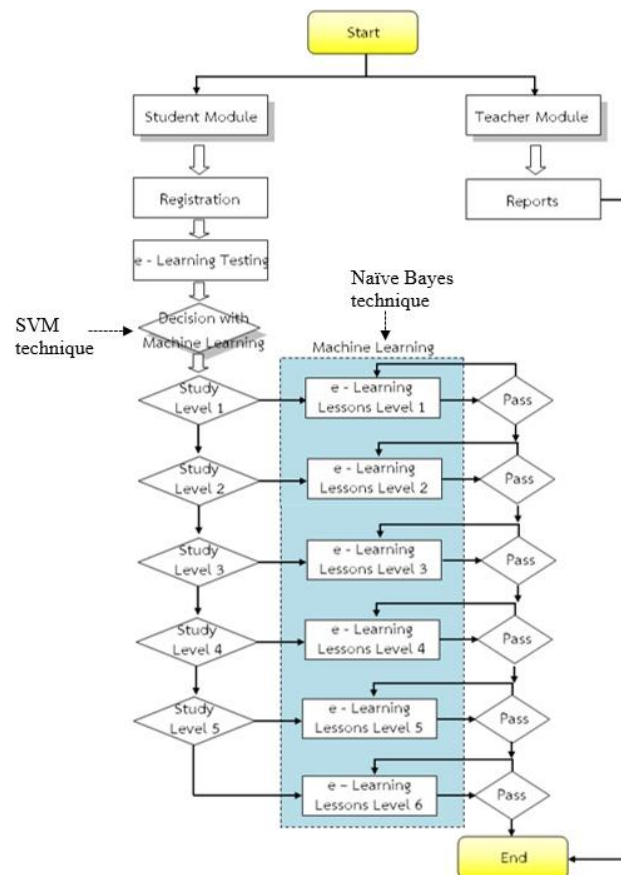 Start
Student Module
Teacher Module
Registration
Reports
e - Learning Testing
Naïve Bayes
technique
SVM
technique
Decision with
Machine Learning
Machine Learning
Study
Level 1
e - Learning
Lessons Level 1
Pass
Study
Level 2
e - Learning
Lessons Level 2
Pass
Study
Level 3
e - Learning
Lessons Level 3
Pass
Study
Level 4
e - Learning
Lessons Level 4
Pass
Study
Level 5
e - Learning
Lessons Level 5
Pass
e – Learning
Lessons Level 6
Pass
End